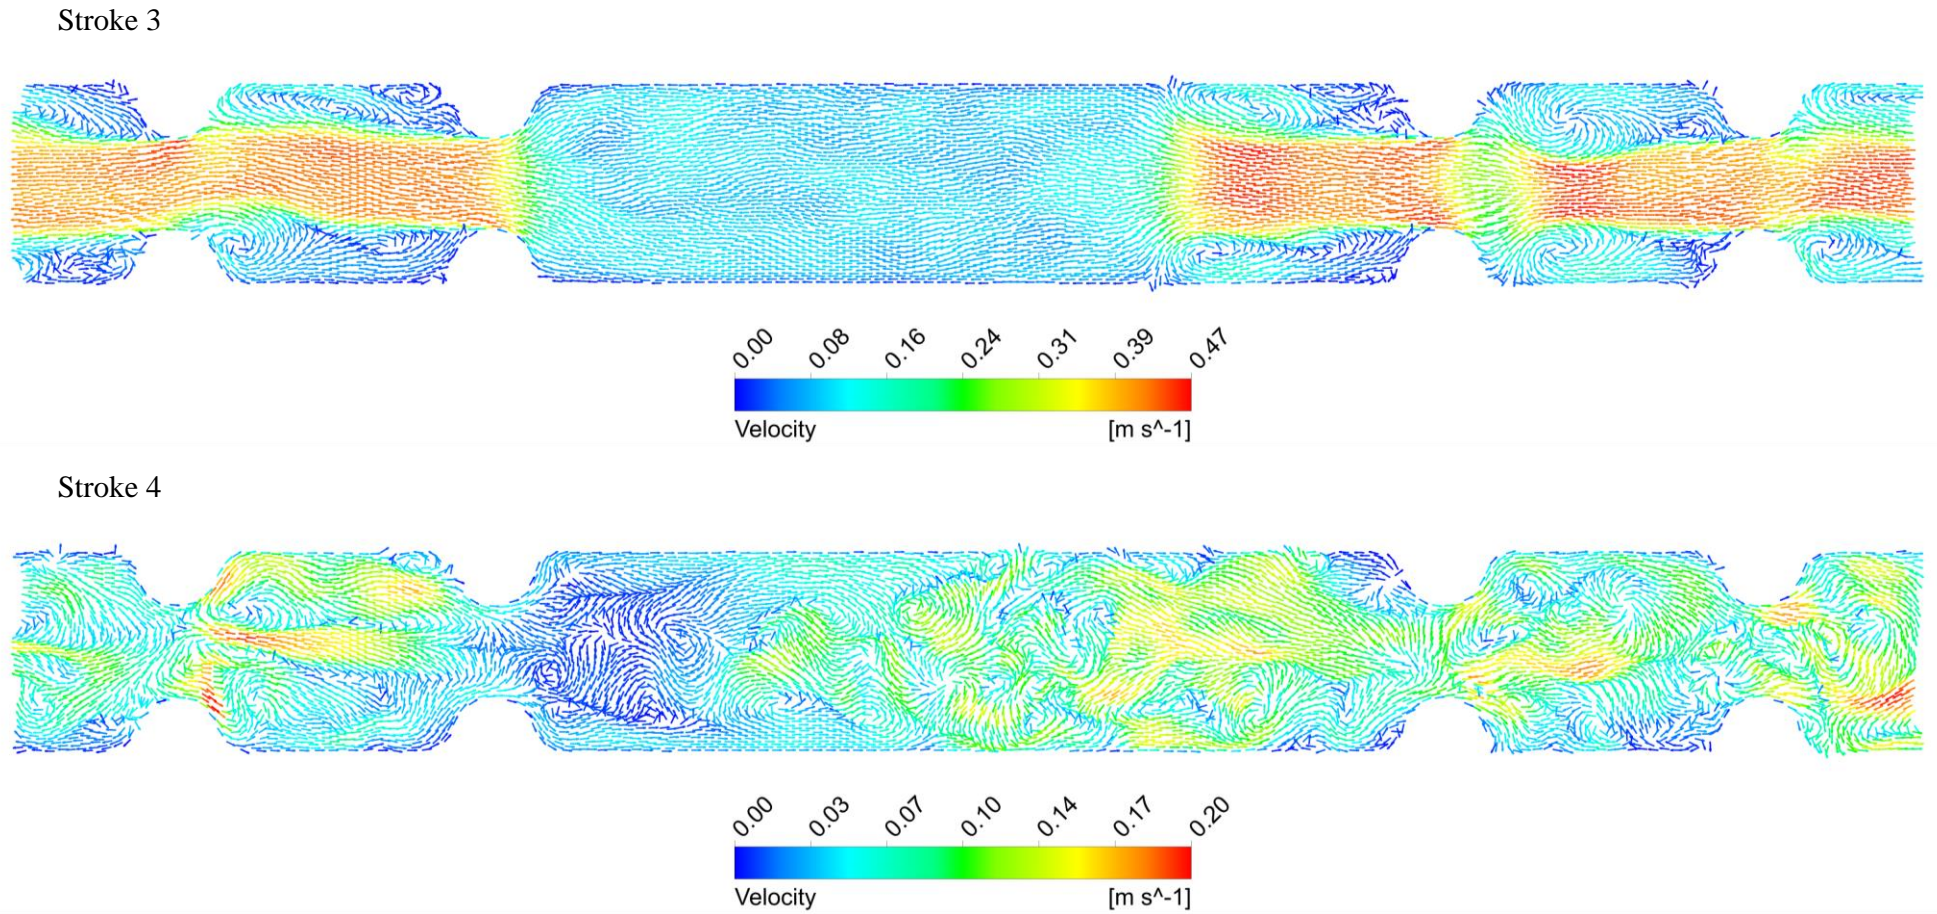 Stroke 3
0.00 0.08 0.16 0.24 0.31 0.39 0.47
Velocity [m s^-1]
Stroke 4
0.00 0.03 0.07 0.10 0.14 0.17 0.20
Velocity [m s^-1]